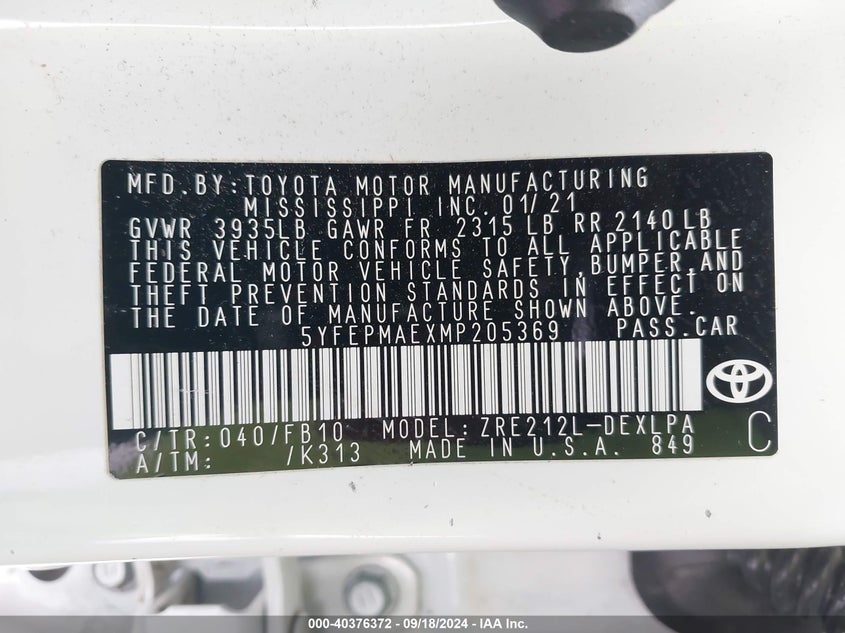 MFD.BY:TOYOTA MOTOR MANUFACTURING
MISSISSIPPI INC. 01/21
GVWR 3935LB GAWR FR 2315 LB RR 2140 LB
THIS VEHICLE CONFORMS TO ALL APPLICABLE
FEDERAL MOTOR VEHICLE SAFETY,BUMPER,AND
THEFT PREVENTION STANDARDS IN EFFECT ON
THE DATE OF MANUFACTURE SHOWN ABOVE.
5YFEPMAEXMP205369 PASS.CAR
C/TR:040/FB10 MODEL:ZRE212L-DEXLPA C
A/TM: /K313 MADE IN U.S.A. 849
000-40376372 - 09/18/2024 - IAA Inc.